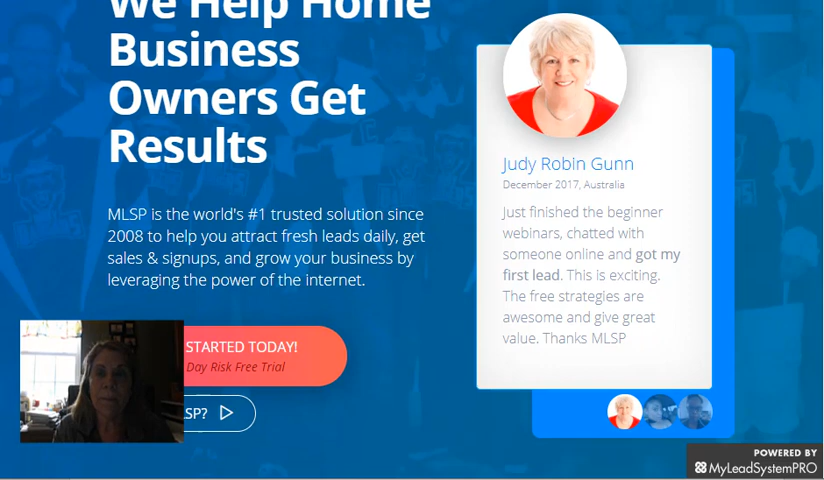 We Help Home
Business
Owners Get
Results
MLSP is the world's #1 trusted solution since
2008 to help you attract fresh leads daily, get
sales & signups, and grow your business by
leveraging the power of the internet.
STARTED TODAY!
Day Risk Free Trial
SP?
Judy Robin Gunn
December 2017, Australia
Just finished the beginner
webinars, chatted with
someone online and got my
first lead. This is exciting.
The free strategies are
awesome and give great
value. Thanks MLSP
POWERED BY
MyLeadSystemPRO